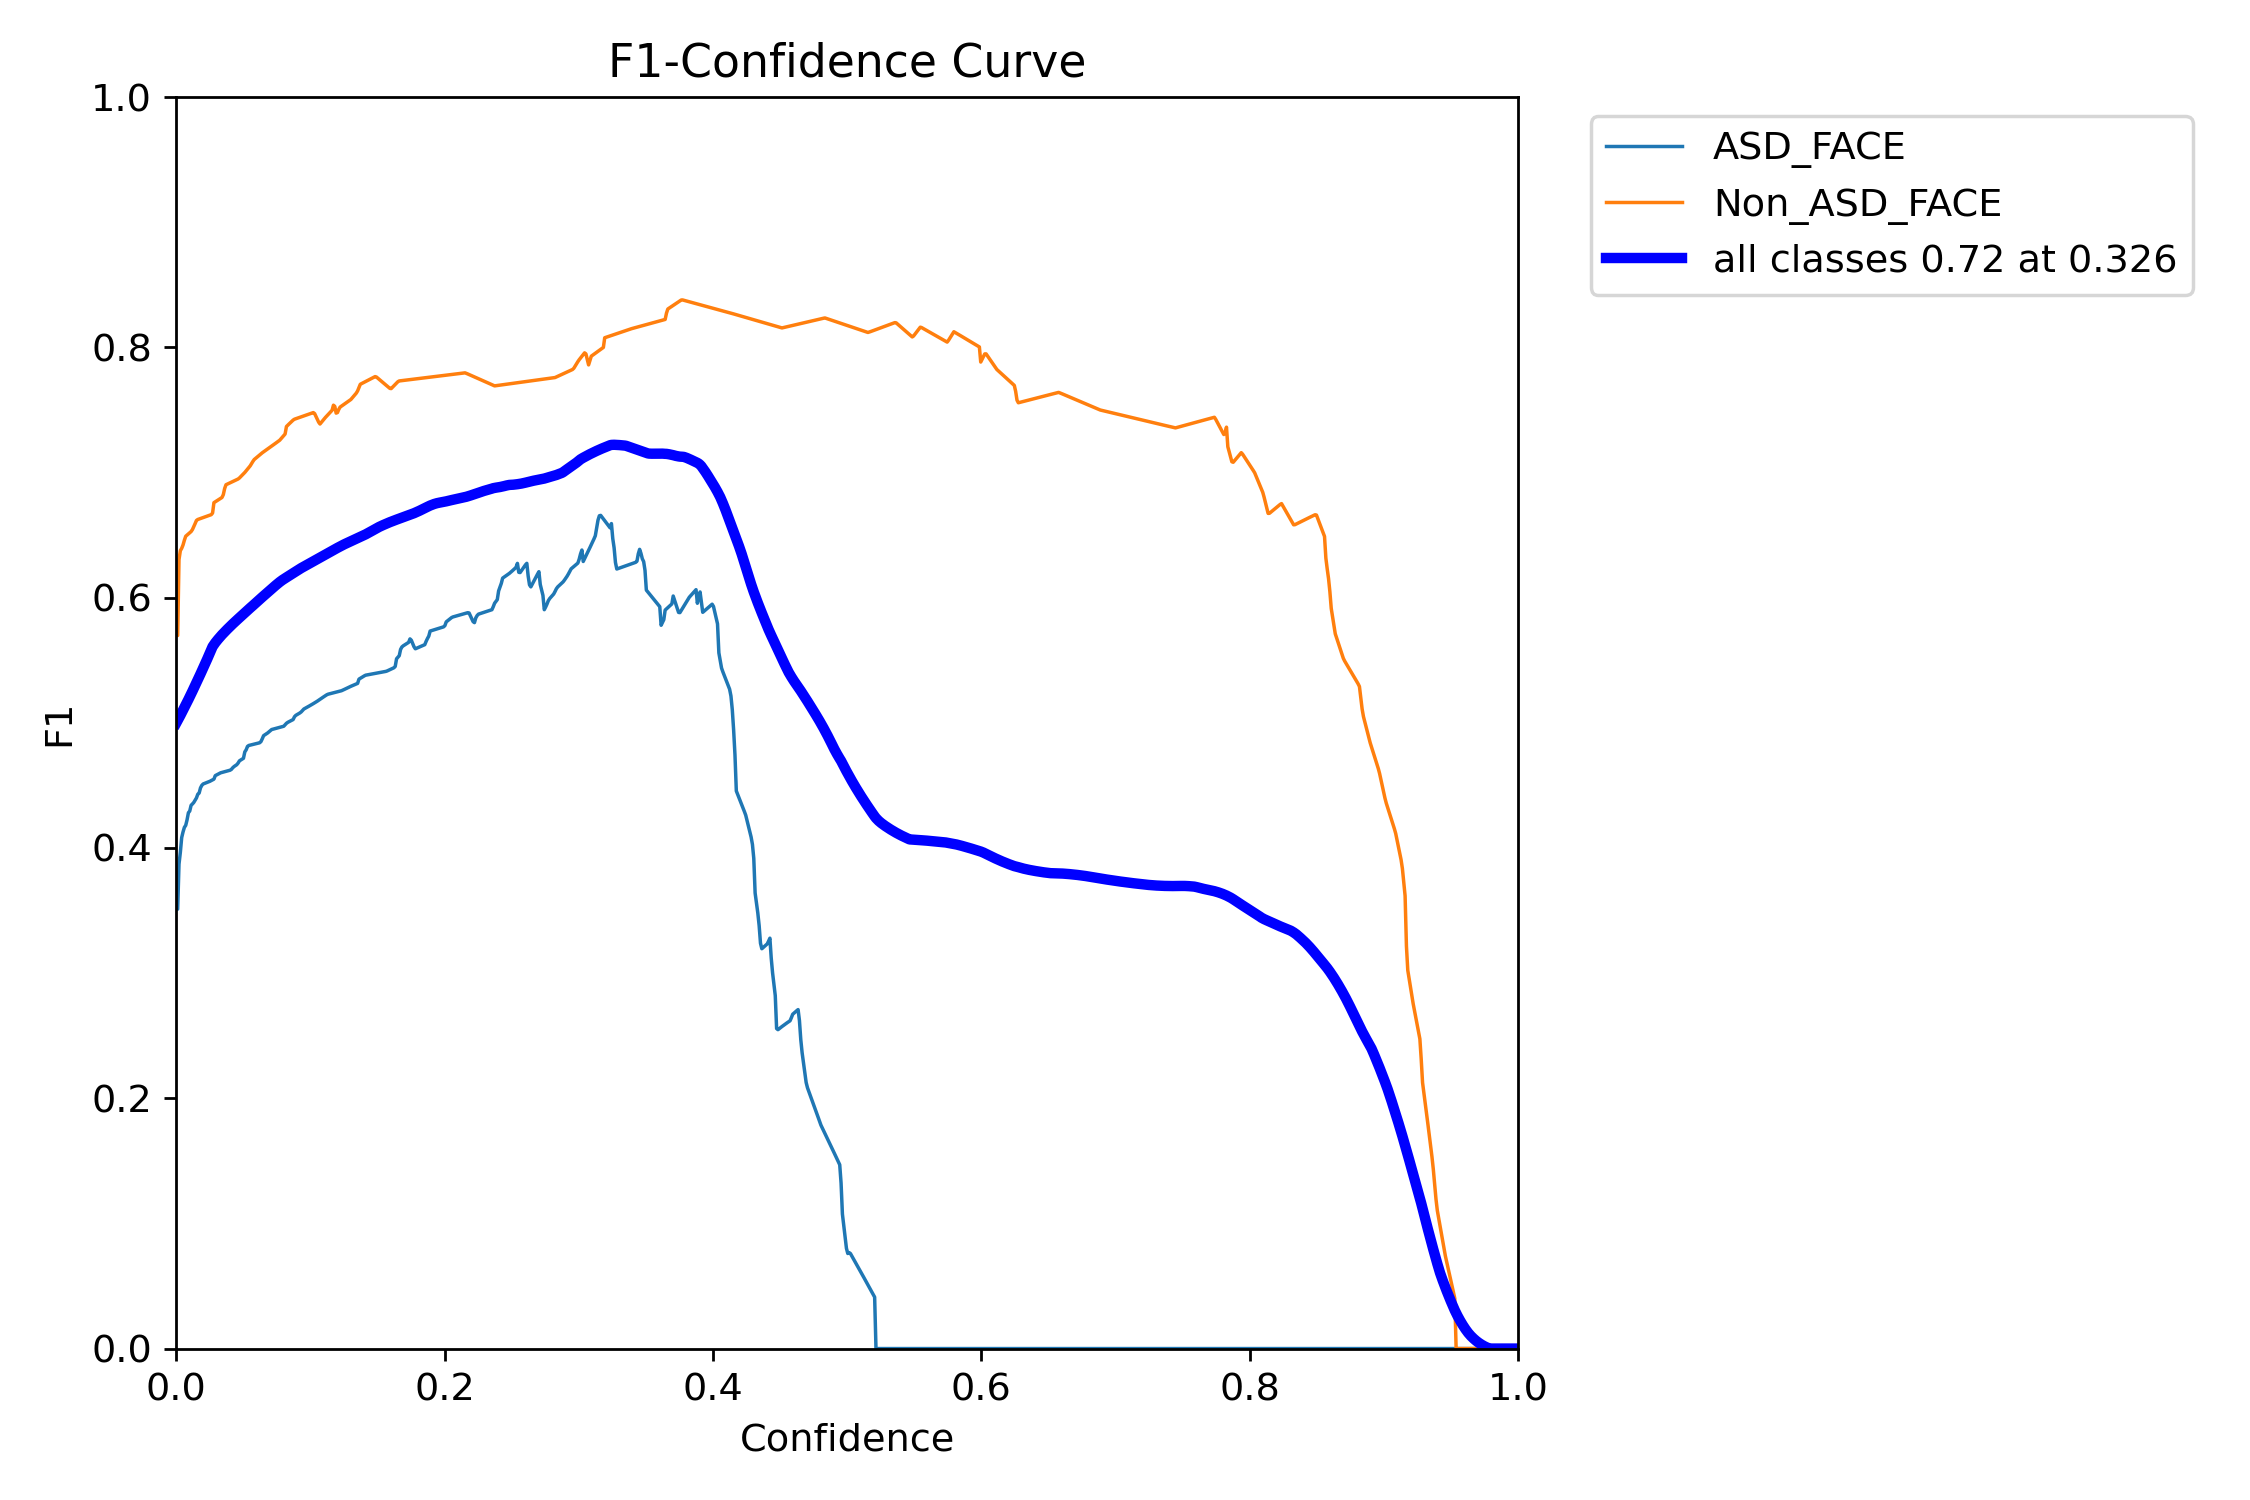 F1-Confidence Curve
1.0
0.8
0.6
0.4
0.2
0.0
F1
0.0 0.2 0.4 0.6 0.8 1.0
Confidence
ASD_FACE
Non_ASD_FACE
all classes 0.72 at 0.326